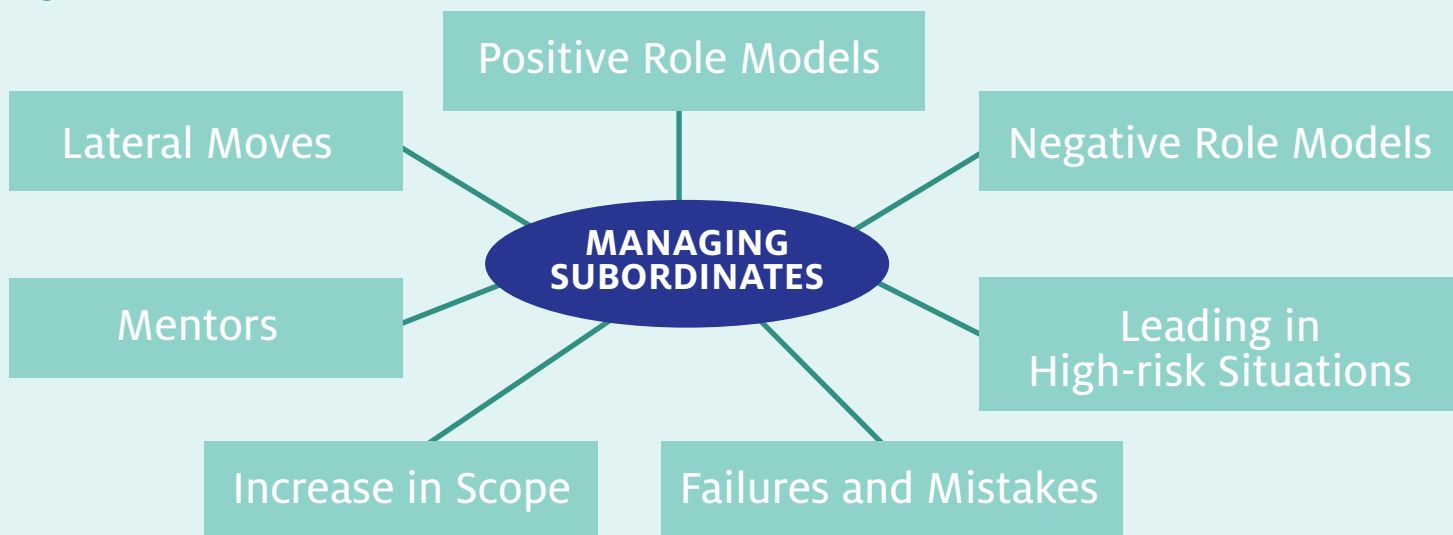 Positive Role Models
Lateral Moves
Negative Role Models
MANAGING
SUBORDINATES
Mentors
Leading in
High-risk Situations
Increase in Scope
Failures and Mistakes